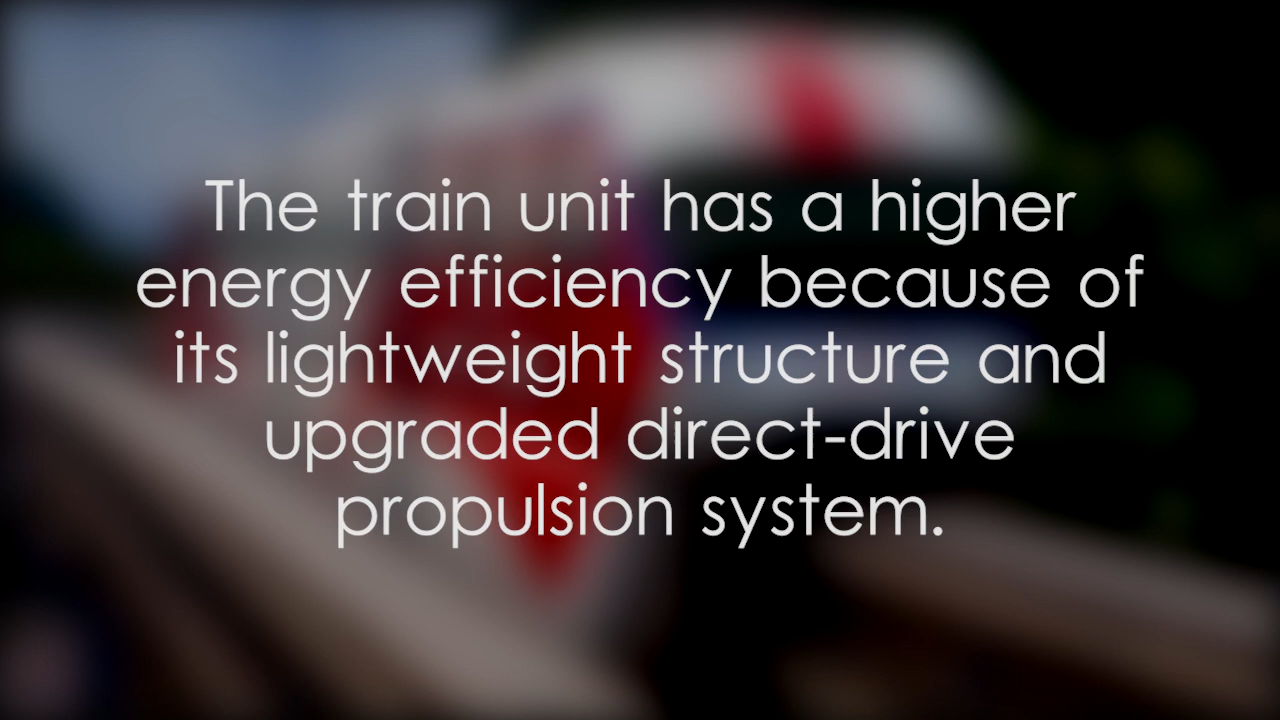 The train unit has a higher
energy efficiency because of
its lightweight structure and
upgraded direct-drive
propulsion system.